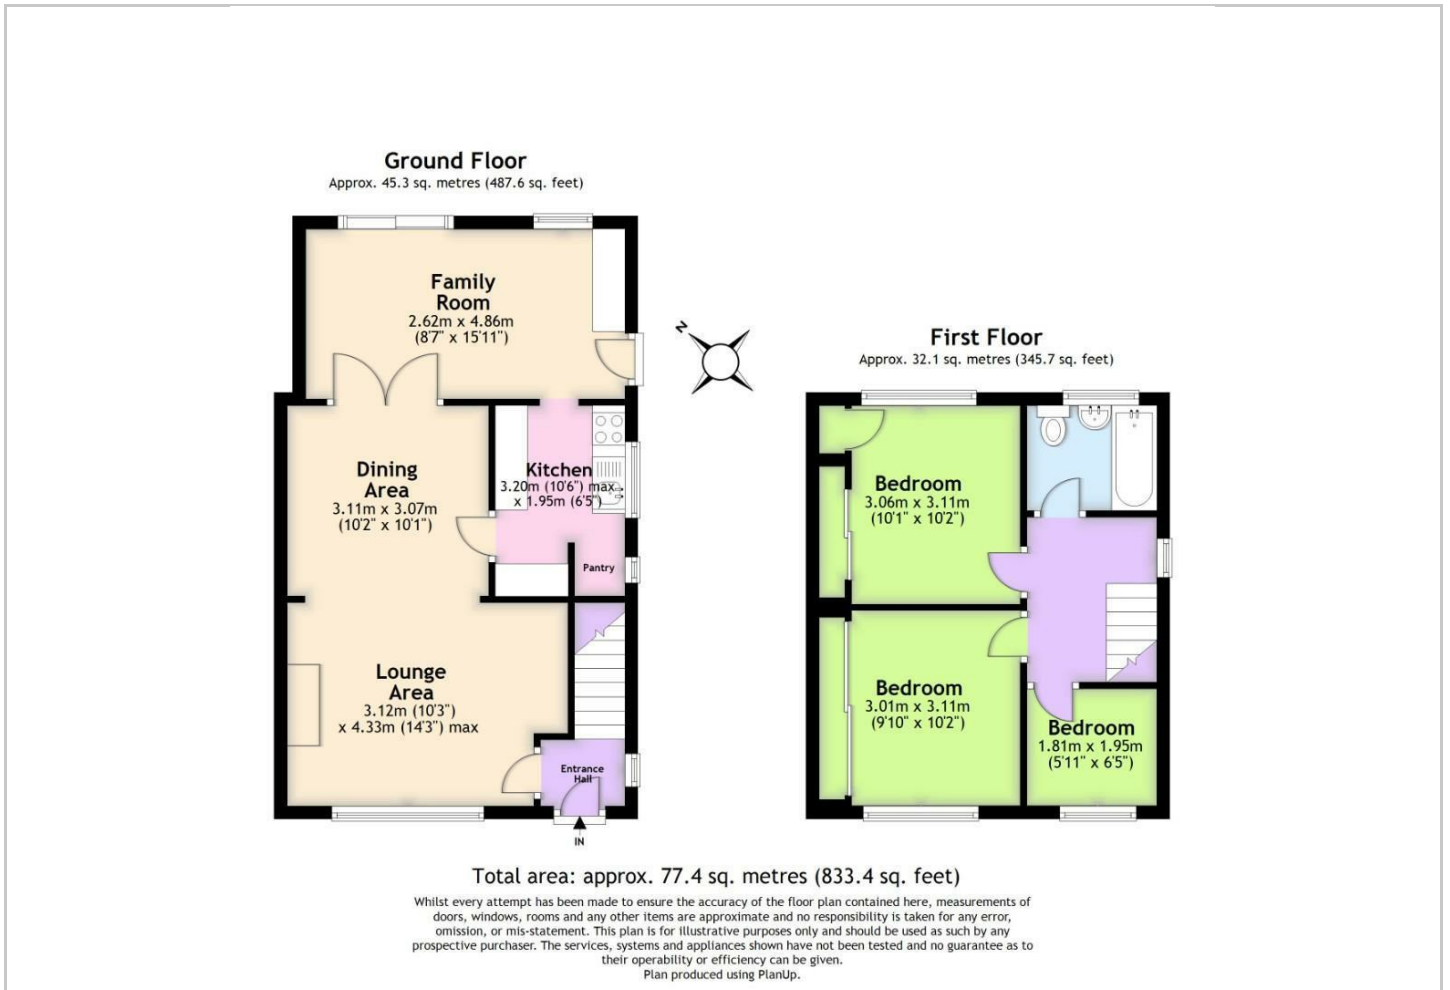 Ground Floor
Approx. 45.3 sq. metres (487.6 sq. feet)
Family
Room
2.62m x 4.86m
(8'7" x 15'11")
Dining
Area
3.11m x 3.07m
(10'2" x 10'1")
Kitchen
3.20m (10'6") max
x 1.95m (6'5")
Pantry
Lounge
Area
3.12m (10'3")
x 4.33m (14'3") max
Entrance
Hall
IN
N
First Floor
Approx. 32.1 sq. metres (345.7 sq. feet)
Bedroom
3.06m x 3.11m
(10'1" x 10'2")
Bedroom
3.01m x 3.11m
(9'10" x 10'2")
Bedroom
1.81m x 1.95m
(5'11" x 6'5")
Total area: approx. 77.4 sq. metres (833.4 sq. feet)
Whilst every attempt has been made to ensure the accuracy of the floor plan contained here, measurements of
doors, windows, rooms and any other items are approximate and no responsibility is taken for any error,
omission, or mis-statement. This plan is for illustrative purposes only and should be used as such by any
prospective purchaser. The services, systems and appliances shown have not been tested and no guarantee as to
their operability or efficiency can be given.
Plan produced using PlanUp.